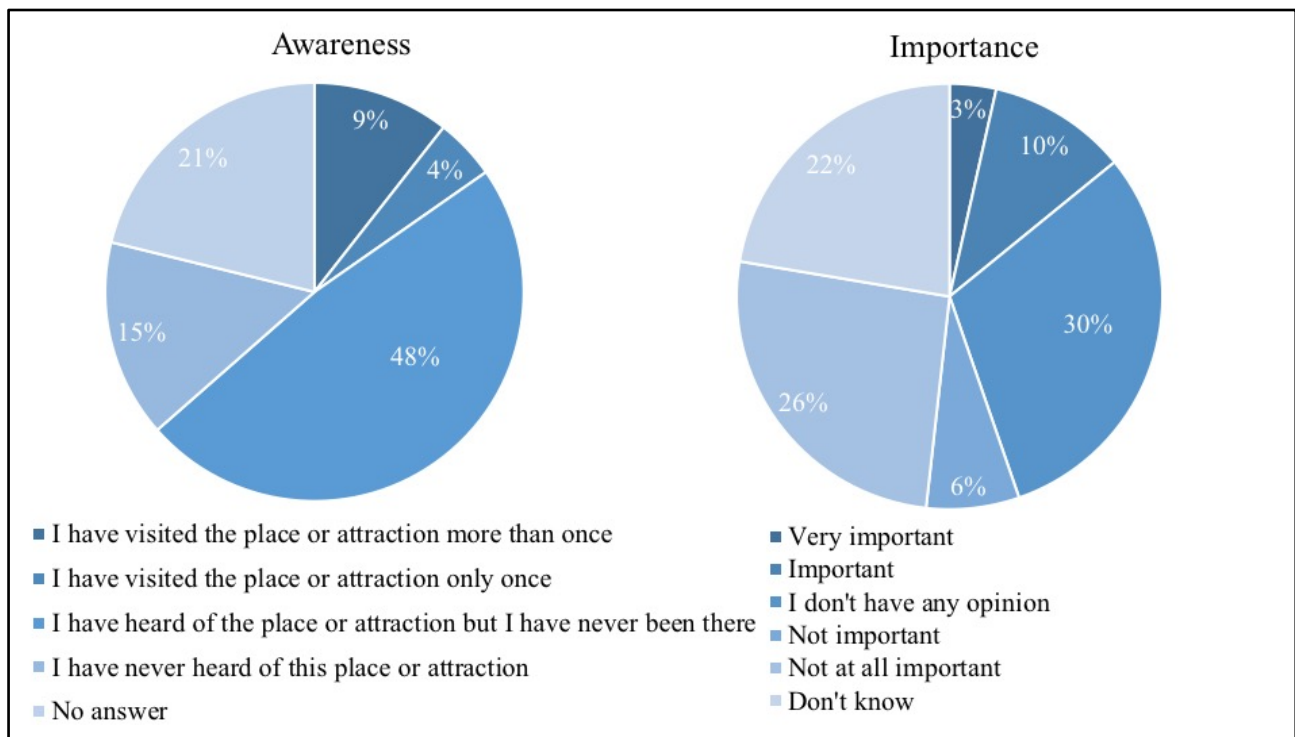 Awareness
9%
4%
48%
15%
21%
I have visited the place or attraction more than once
I have visited the place or attraction only once
I have heard of the place or attraction but I have never been there
I have never heard of this place or attraction
No answer
Importance
3%
10%
30%
6%
26%
22%
Very important
Important
I don't have any opinion
Not important
Not at all important
Don't know